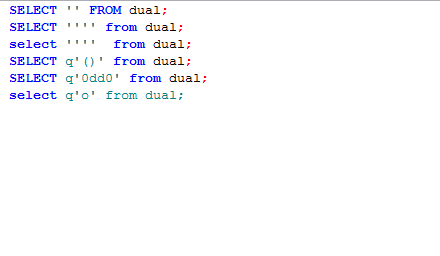 SELECT '' FROM dual;
SELECT '''' from dual;
select ''''  from dual;
SELECT q'()' from dual;
SELECT q'0dd0' from dual;
select q'o' from dual;